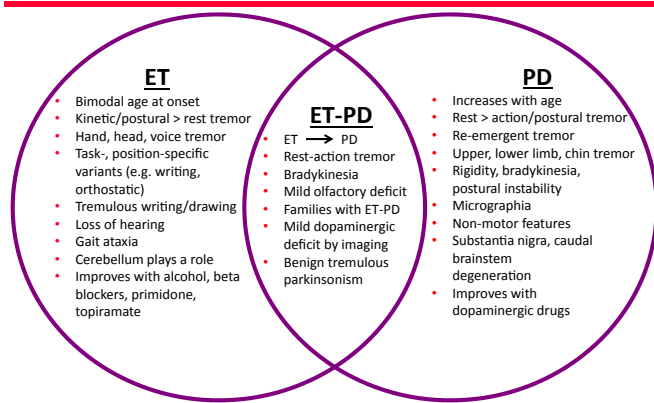 ET
• Bimodal age at onset
• Kinetic/postural > rest tremor
• Hand, head, voice tremor
• Task-, position-specific
variants (e.g. writing,
orthostatic)
• Tremulous writing/drawing
• Loss of hearing
• Gait ataxia
• Cerebellum plays a role
• Improves with alcohol, beta
blockers, primidone,
topiramate
ET-PD
• ET ⟶ PD
• Rest-action tremor
• Bradykinesia
• Mild olfactory deficit
• Families with ET-PD
• Mild dopaminergic
deficit by imaging
• Benign tremulous
parkinsonism
PD
• Increases with age
• Rest > action/postural tremor
• Re-emergent tremor
• Upper, lower limb, chin tremor
• Rigidity, bradykinesia,
postural instability
• Micrographia
• Non-motor features
• Substantia nigra, caudal
brainstem
degeneration
• Improves with
dopaminergic drugs